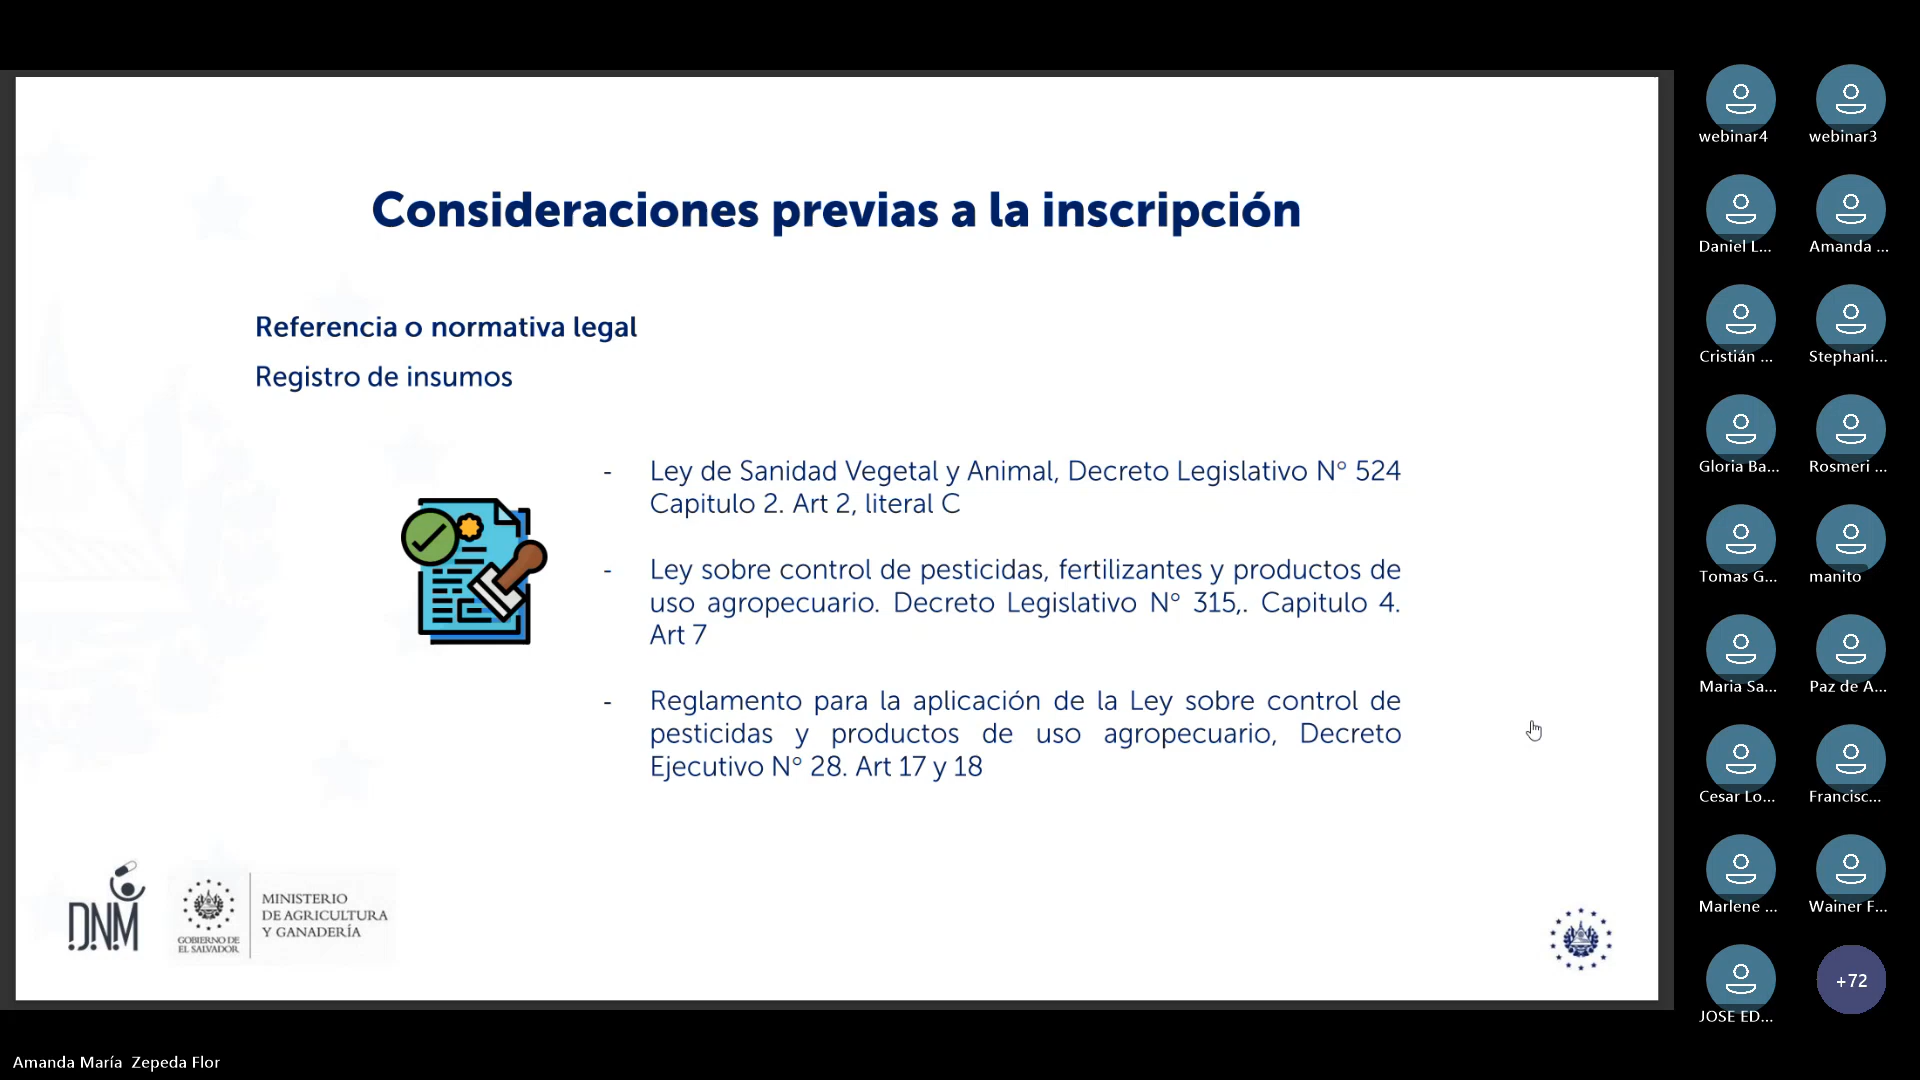 Consideraciones previas a la inscripción
Referencia o normativa legal
Registro de insumos
- Ley de Sanidad Vegetal y Animal, Decreto Legislativo N° 524
Capitulo 2. Art 2, literal C
- Ley sobre control de pesticidas, fertilizantes y productos de
uso agropecuario. Decreto Legislativo N° 315,. Capitulo 4.
Art 7
- Reglamento para la aplicación de la Ley sobre control de
pesticidas y productos de uso agropecuario, Decreto
Ejecutivo N° 28. Art 17 y 18
DNM
GOBIERNO DE
EL SALVADOR
MINISTERIO
DE AGRICULTURA
Y GANADERÍA
webinar4
webinar3
Daniel L...
Amanda ...
Cristián ...
Stephani...
Gloria Ba...
Rosmeri ...
Tomas G...
manito
Maria Sa...
Paz de A...
Cesar Lo...
Francisc...
Marlene ...
Wainer F...
JOSE ED...
+72
Amanda María Zepeda Flor